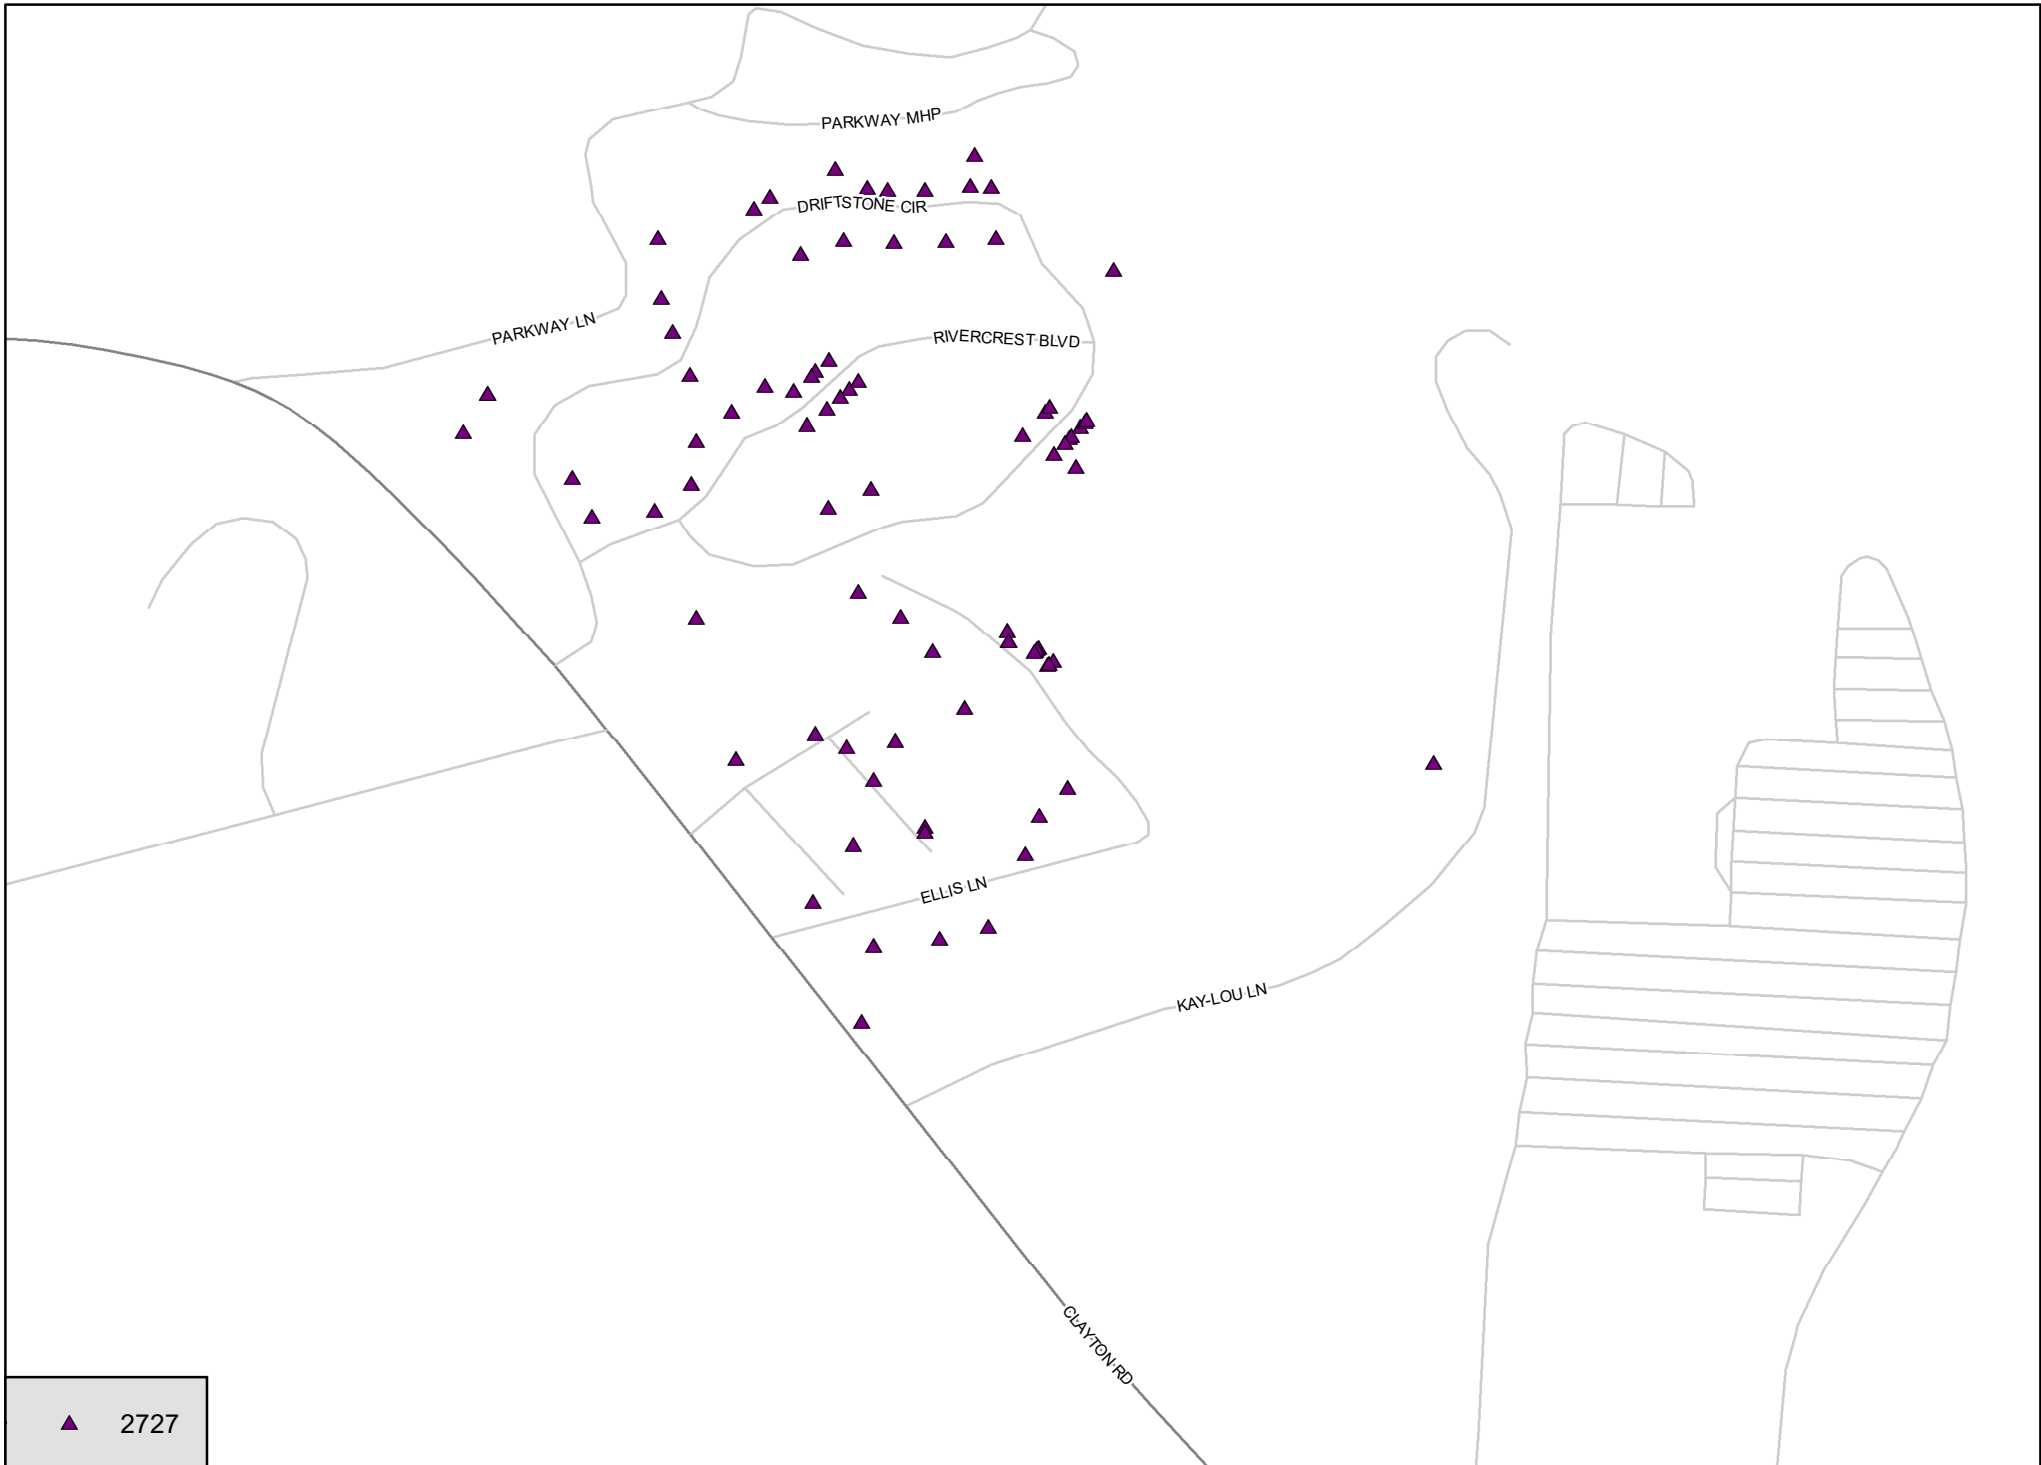 PARKWAY MHP
DRIFTSTONE CIR
PARKWAY LN
RIVERCREST BLVD
ELLIS LN
KAY-LOU LN
CLAYTON RD
2727